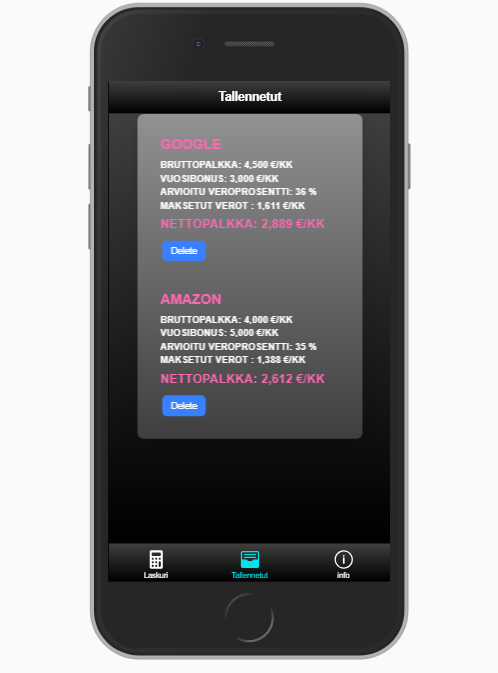 Tallennetut
GOOGLE
BRUTTOPALKKA: 4,500 €/KK
VUOSIBONUS: 3,000 €/KK
ARVIOITU VEROPROSENTTI: 36 %
MAKSETUT VEROT : 1,611 €/KK
NETTOPALKKA: 2,889 €/KK
Delete
AMAZON
BRUTTOPALKKA: 4,000 €/KK
VUOSIBONUS: 5,000 €/KK
ARVIOITU VEROPROSENTTI: 35 %
MAKSETUT VEROT : 1,388 €/KK
NETTOPALKKA: 2,612 €/KK
Delete
Laskuri Tallennetut info